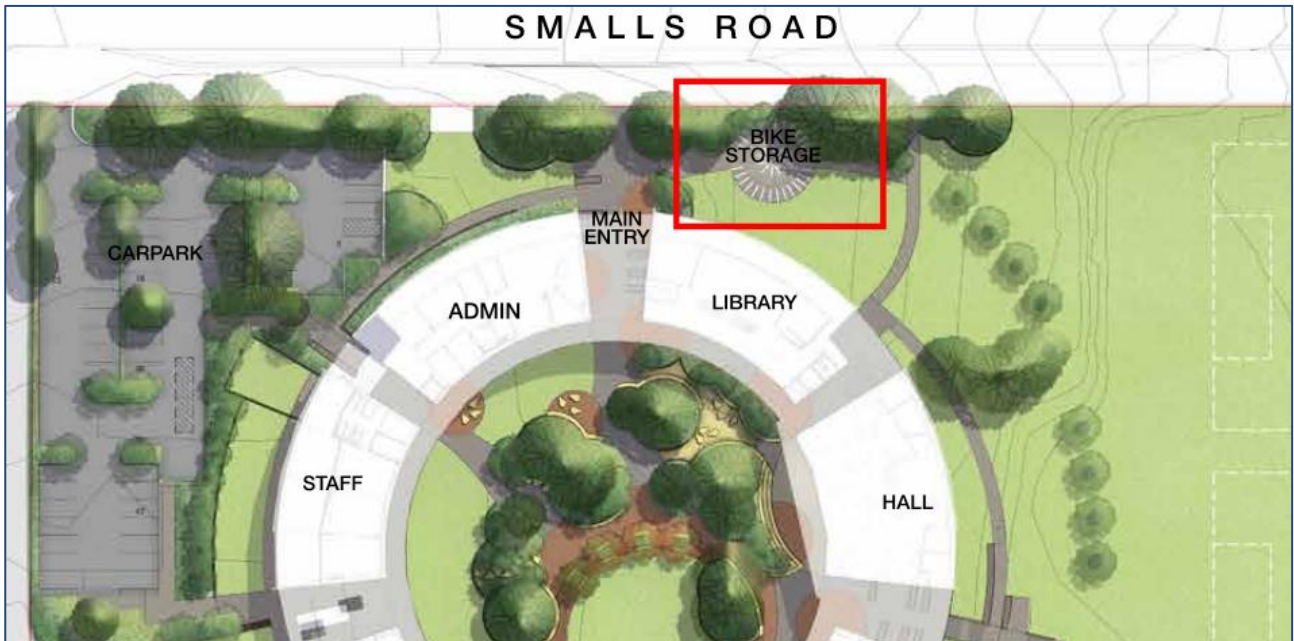 SMALLS ROAD
BIKE
STORAGE
MAIN
ENTRY
CARPARK
ADMIN
LIBRARY
STAFF
HALL